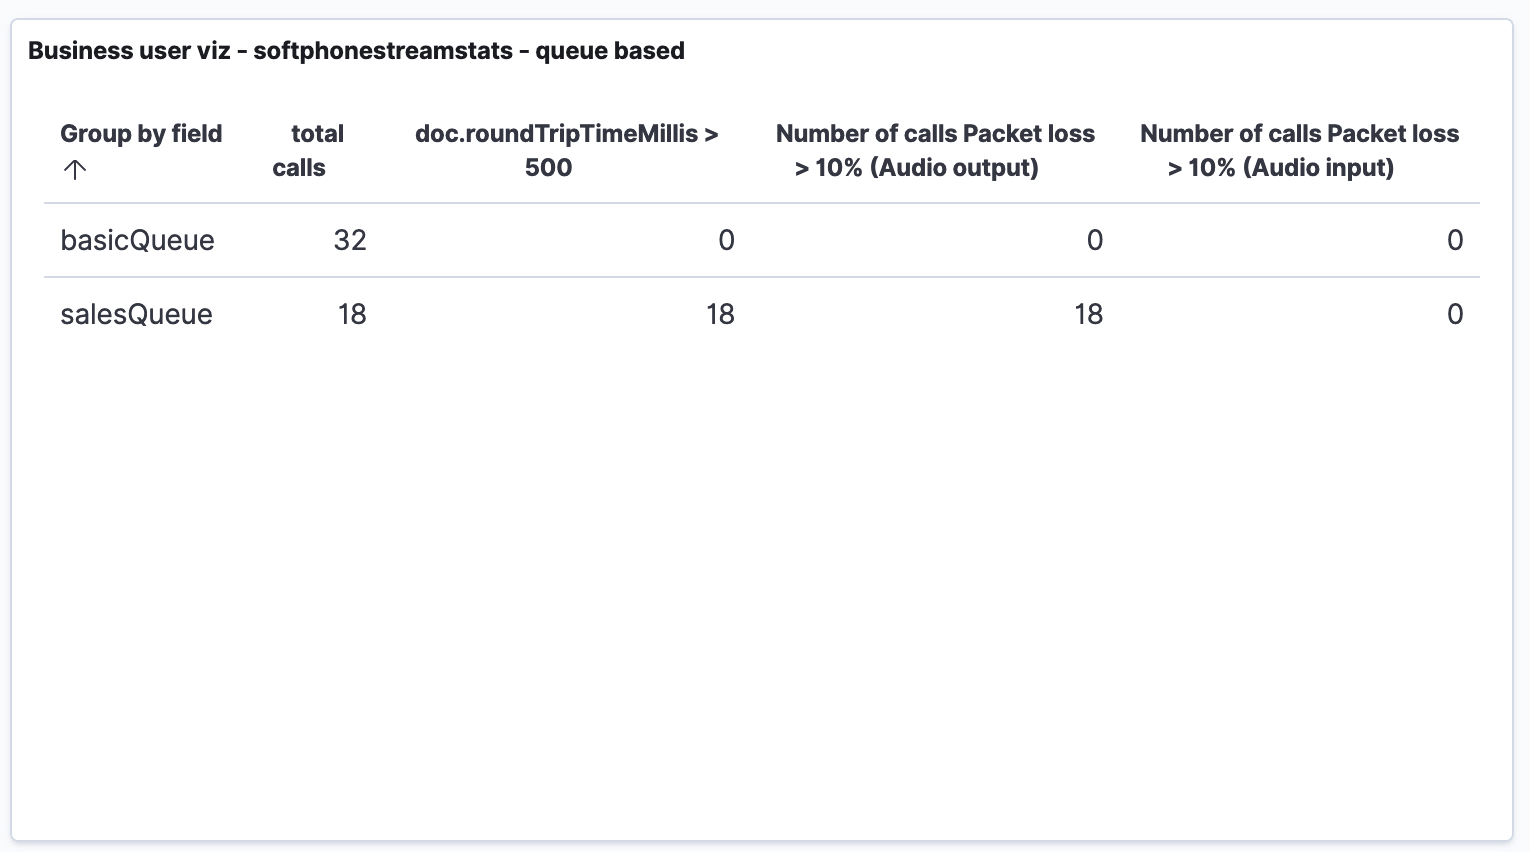 Business user viz - softphonestreamstats - queue based
Group by field ↑
total calls
doc.roundTripTimeMillis > 500
Number of calls Packet loss > 10% (Audio output)
Number of calls Packet loss > 10% (Audio input)
basicQueue 32 0 0 0
salesQueue 18 18 18 0